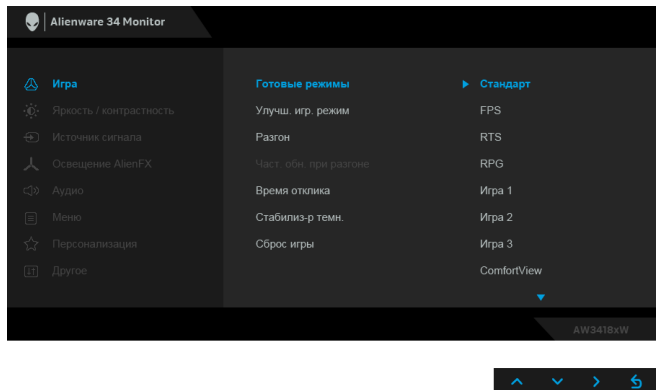 Alienware 34 Monitor
Игра
Яркость / контрастность
Источник сигнала
Освещение AlienFX
Аудио
Меню
Персонализация
Другое
Готовые режимы
Улучш. игр. режим
Разгон
Част. обн. при разгоне
Время отклика
Стабилиз-р темн.
Сброс игры
Стандарт
FPS
RTS
RPG
Игра 1
Игра 2
Игра 3
ComfortView
AW3418xW